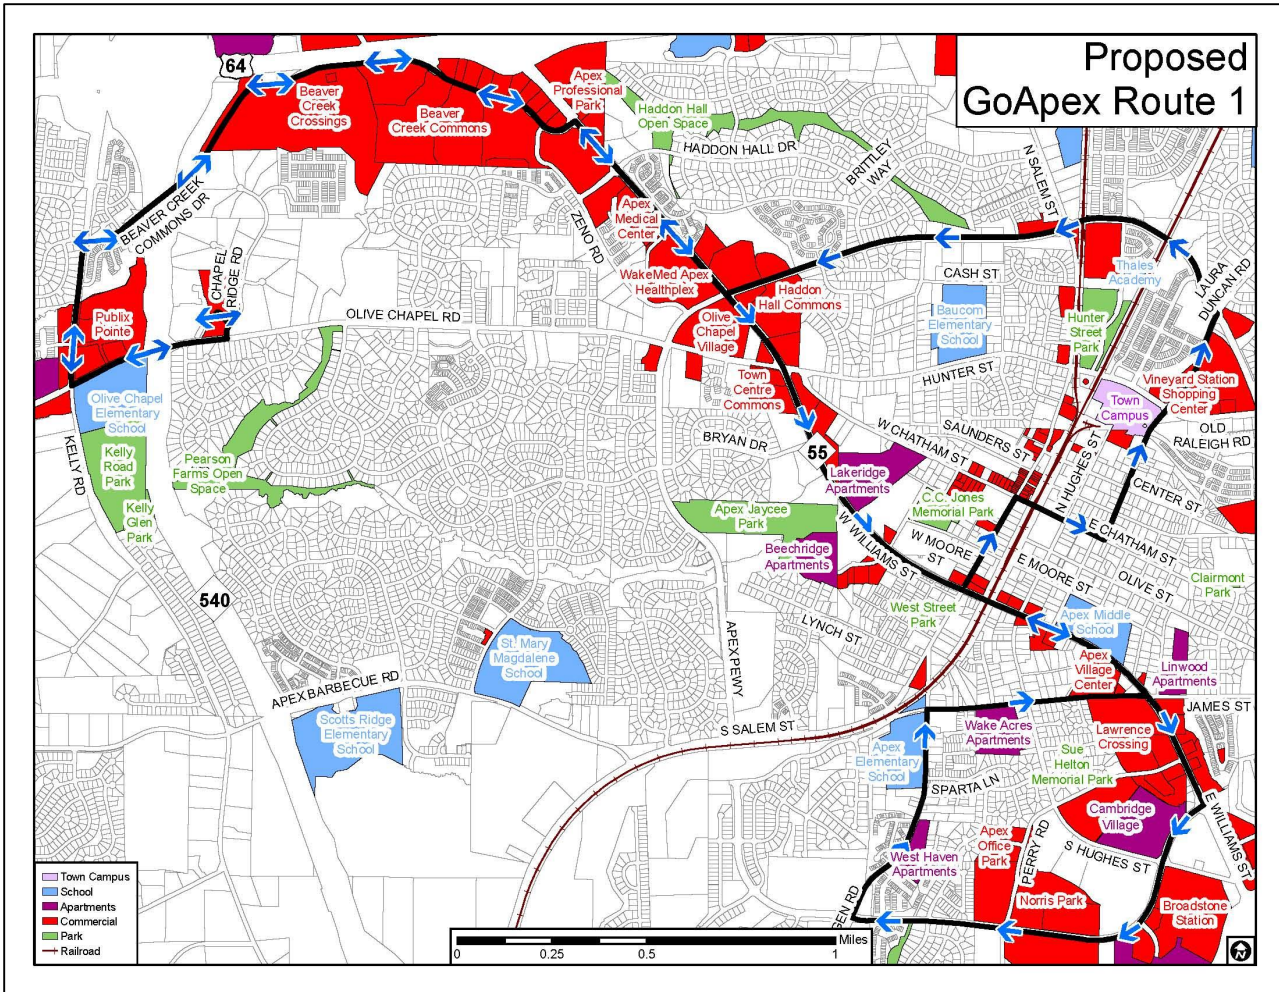 Proposed
GoApex Route 1
64
Beaver
Creek
Crossings
Beaver
Creek Commons
Apex
Professional
Park
Haddon Hall
Open Space
HADDON HALL DR
BRITTLEY
WAY
N SALEM ST
BEAVER CREEK
COMMONS DR
ZENO RD
Apex
Medical
Center
WakeMed Apex
Healthplex
Haddon
Hall Commons
CASH ST
Thales
Academy
LAURA
DUNCAN RD
CHAPEL
RIDGE RD
Publix
Pointe
OLIVE CHAPEL RD
Olive
Chapel
Village
Baucom
Elementary
School
Hunter
Street
Park
HUNTER ST
Town
Centre
Commons
Vineyard Station
Shopping
Center
Town
Campus
OLD
RALEIGH RD
Olive Chapel
Elementary
School
KELLY RD
Kelly
Road
Park
Kelly
Glen
Park
Pearson
Farms Open
Space
BRYAN DR
W CHATHAM ST
SAUNDERS ST
55
Lakeridge
Apartments
C.C. Jones
Memorial Park
N HUGHES ST
CENTER ST
E CHATHAM ST
Apex Jaycee
Park
Beechridge
Apartments
W WILLIAMS ST
W MOORE
ST
E MOORE ST
OLIVE ST
Clairmont
Park
540
West Street
Park
LYNCH ST
Apex Middle
School
APEX PEWY
St. Mary
Magdalene
School
Apex
Village
Center
Linwood
Apartments
APEX BARBECUE RD
S SALEM ST
JAMES ST
Scotts Ridge
Elementary
School
Apex
Elementary
School
Wake Acres
Apartments
Lawrence
Crossing
Sue
Helton
Memorial Park
SPARTA LN
Cambridge
Village
E WILLIAMS ST
West Haven
Apartments
Apex
Office
Park
PERRY RD
S HUGHES ST
GEN RD
Norris Park
Broadstone
Station
Town Campus
School
Apartments
Commercial
Park
Railroad
Miles
0 0.25 0.5 1
N